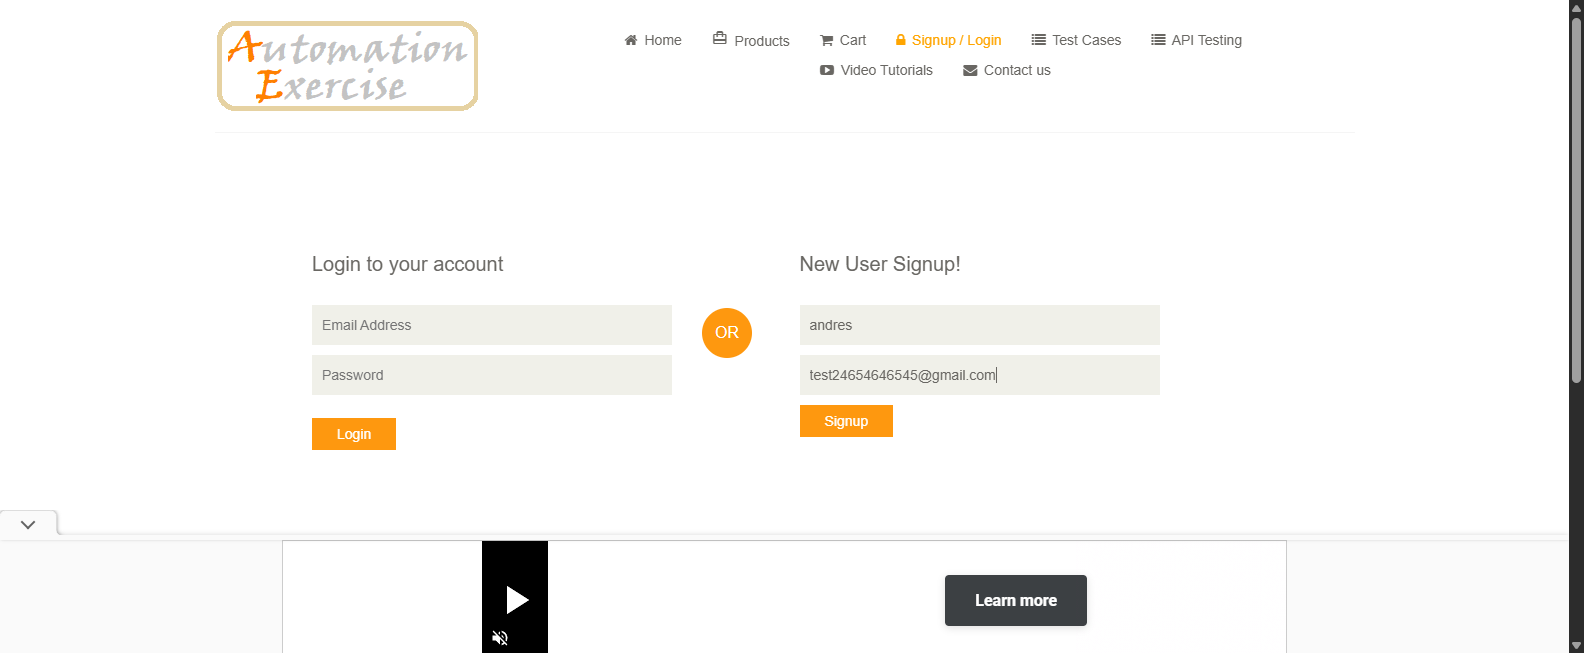 Automation
Exercise
Home
Products
Cart
Signup / Login
Test Cases
API Testing
Video Tutorials
Contact us
Login to your account
Email Address
Password
Login
OR
New User Signup!
andres
test24654646545@gmail.com
Signup
Learn more